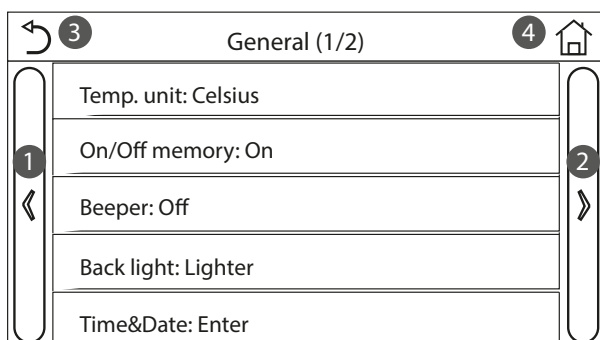 3 General (1/2) 4
Temp. unit: Celsius
On/Off memory: On
1
2
Beeper: Off
Back light: Lighter
Time&Date: Enter